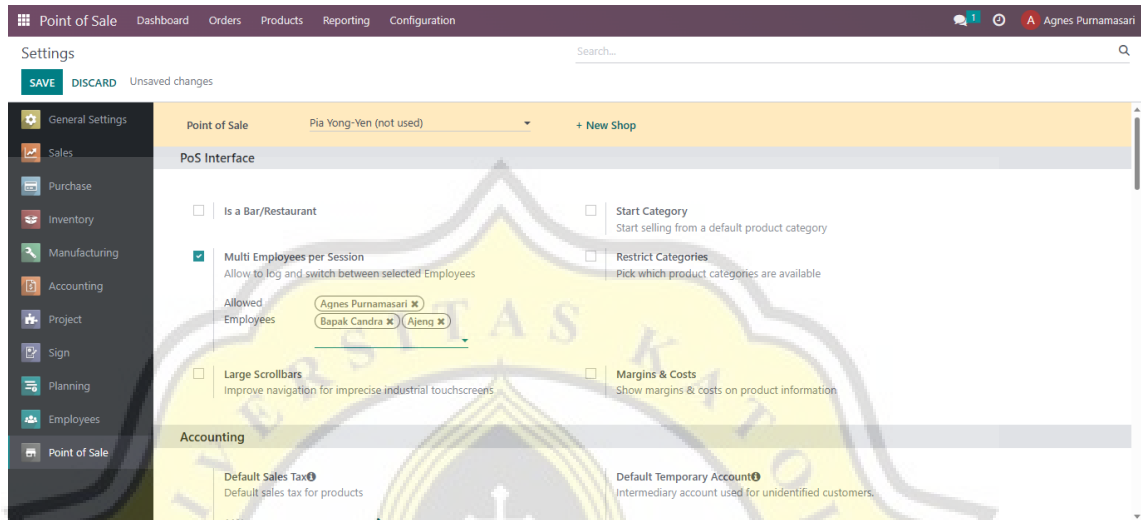 Point of Sale Dashboard Orders Products Reporting Configuration 1 A Agnes Purnamasari
Settings Search...
SAVE DISCARD Unsaved changes
General Settings
Sales
Purchase
Inventory
Manufacturing
Accounting
Project
Sign
Planning
Employees
Point of Sale
Point of Sale Pia Yong-Yen (not used) + New Shop
PoS Interface
Is a Bar/Restaurant
Start Category
Start selling from a default product category
Multi Employees per Session
Allow to log and switch between selected Employees
Restrict Categories
Pick which product categories are available
Allowed Employees
Agnes Purnamasari ×
Bapak Candra × Ajeng ×
Large Scrollbars
Improve navigation for imprecise industrial touchscreens
Margins & Costs
Show margins & costs on product information
Accounting
Default Sales Tax
Default sales tax for products
Default Temporary Account
Intermediary account used for unidentified customers.